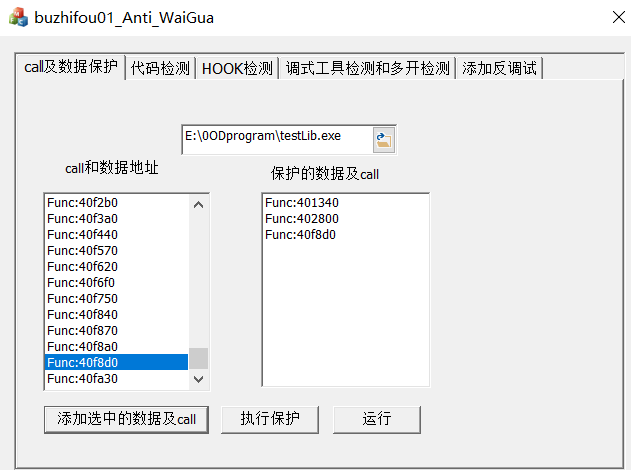 buzhifou01_Anti_WaiGua
call及数据保护 代码检测 HOOK检测 调式工具检测和多开检测 添加反调试
E:\0ODprogram\testLib.exe
call和数据地址
保护的数据及call
Func:40f2b0
Func:40f3a0
Func:40f440
Func:40f570
Func:40f620
Func:40f6f0
Func:40f750
Func:40f840
Func:40f870
Func:40f8a0
Func:40f8d0
Func:40fa30
Func:401340
Func:402800
Func:40f8d0
添加选中的数据及call 执行保护 运行